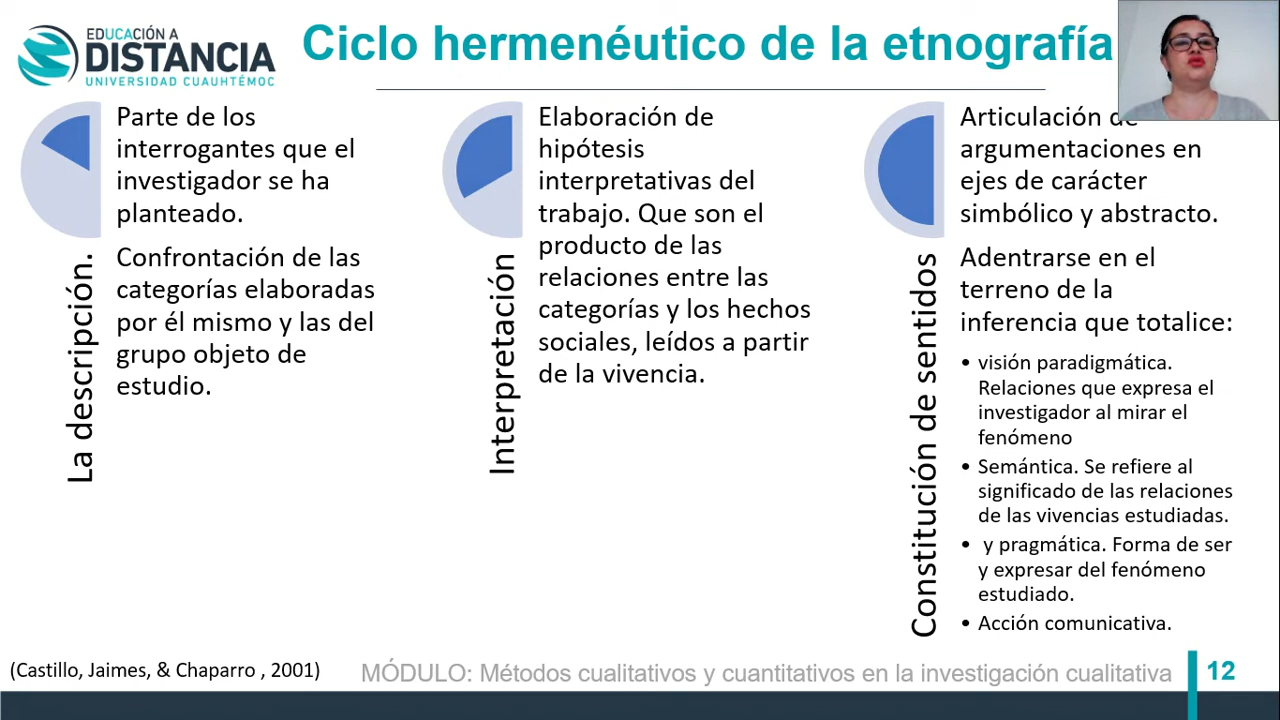 EDUCACIÓN A
DISTANCIA
UNIVERSIDAD CUAUHTÉMOC
Ciclo hermenéutico de la etnografía
La descripción.
Parte de los
interrogantes que el
investigador se ha
planteado.
Confrontación de las
categorías elaboradas
por él mismo y las del
grupo objeto de
estudio.
Interpretación
Elaboración de
hipótesis
interpretativas del
trabajo. Que son el
producto de las
relaciones entre las
categorías y los hechos
sociales, leídos a partir
de la vivencia.
Constitución de sentidos
Articulación de
argumentaciones en
ejes de carácter
simbólico y abstracto.
Adentrarse en el
terreno de la
inferencia que totalice:
• visión paradigmática.
Relaciones que expresa el
investigador al mirar el
fenómeno
• Semántica. Se refiere al
significado de las relaciones
de las vivencias estudiadas.
• y pragmática. Forma de ser
y expresar del fenómeno
estudiado.
• Acción comunicativa.
(Castillo, Jaimes, & Chaparro , 2001)
MÓDULO: Métodos cualitativos y cuantitativos en la investigación cualitativa
12